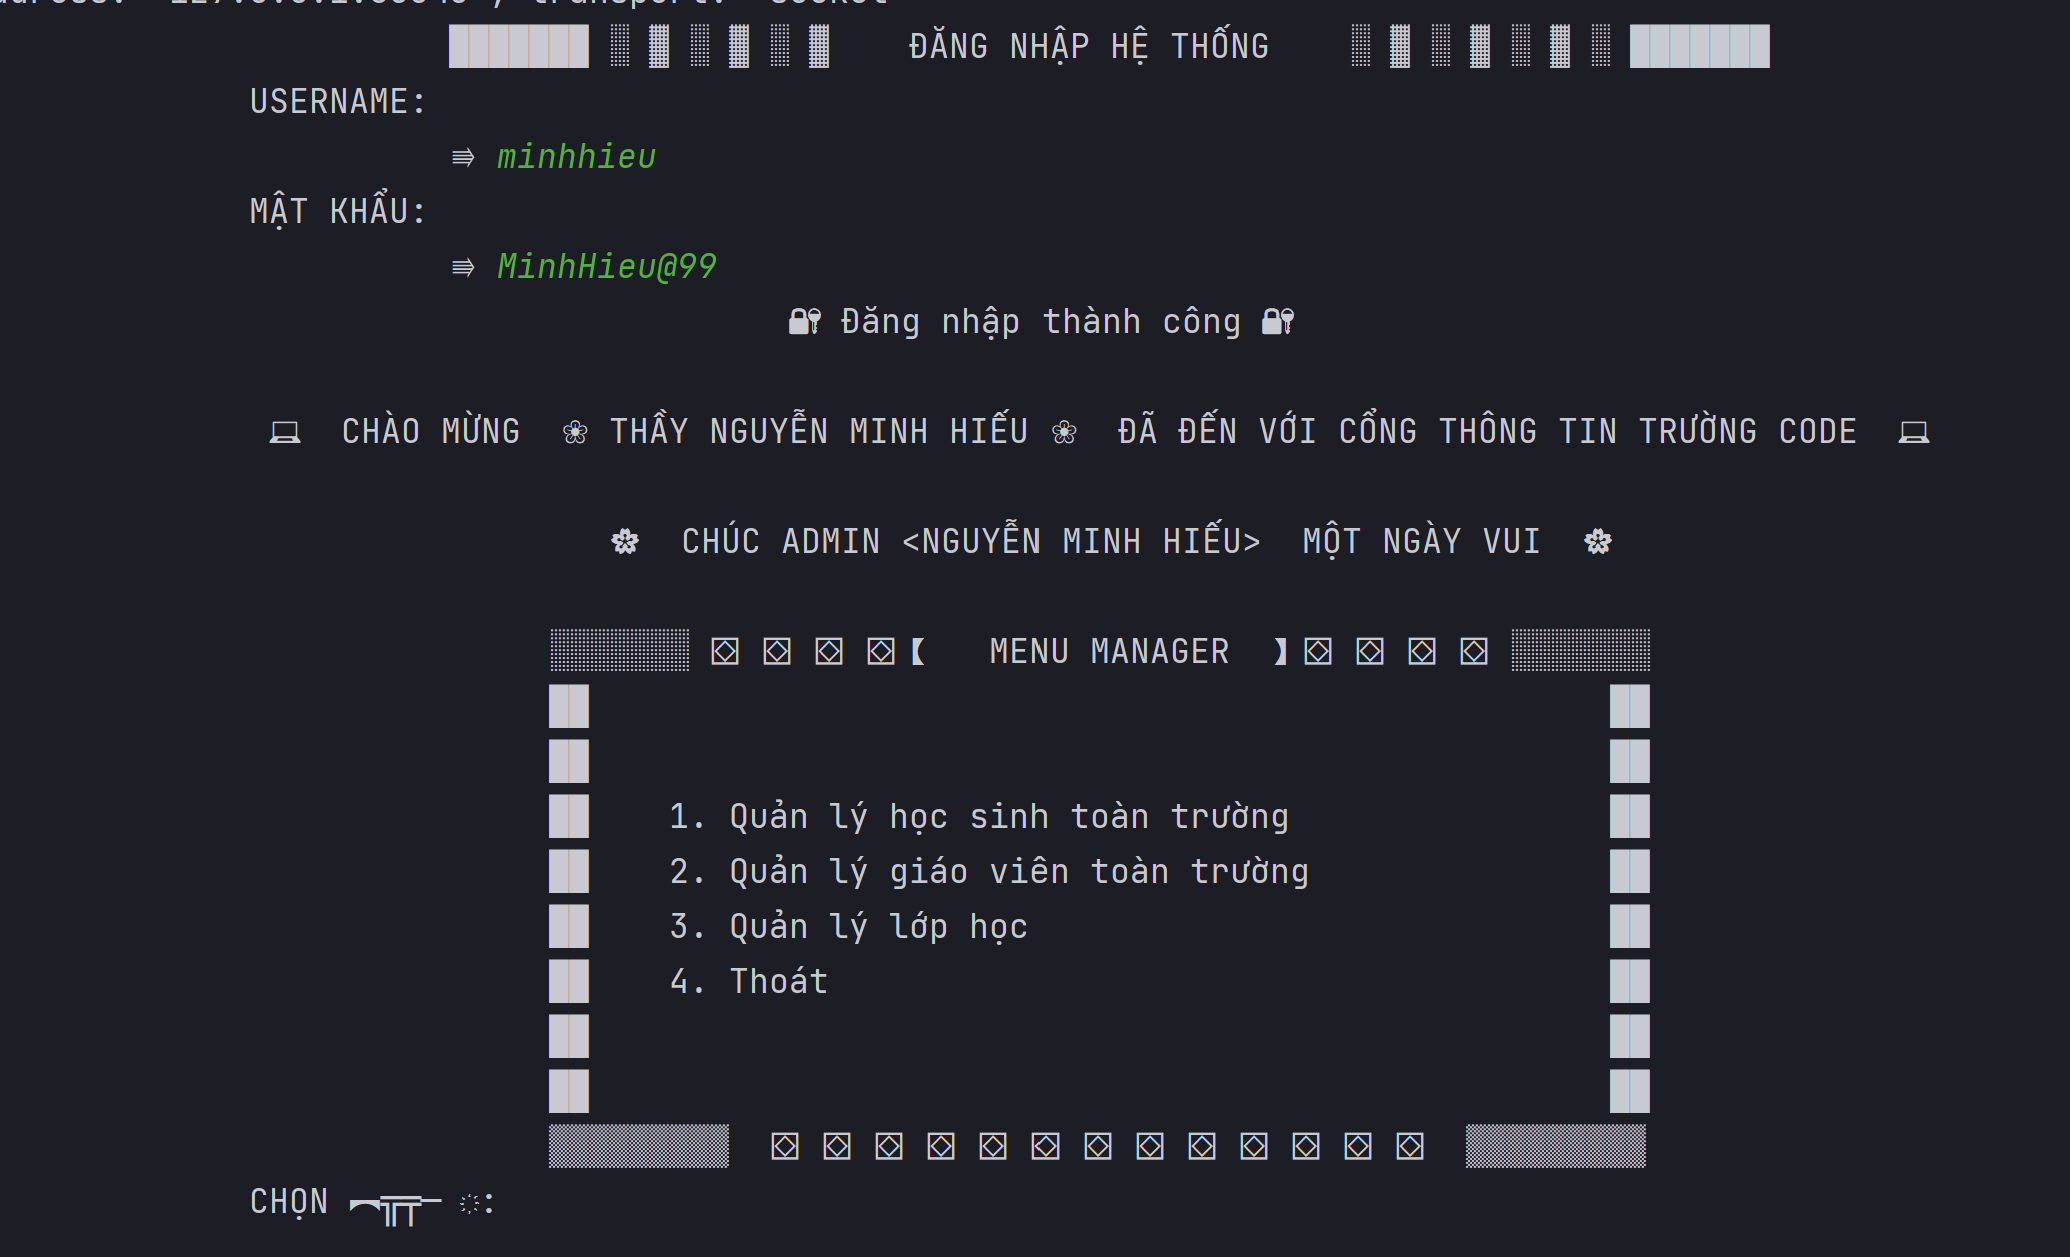 ĐĂNG NHẬP HỆ THỐNG
USERNAME:
⇛ minhhieu
MẬT KHẨU:
⇛ MinhHieu@99
🔐 Đăng nhập thành công 🔐
💻 CHÀO MỪNG ❀ THẦY NGUYỄN MINH HIẾU ❀ ĐÃ ĐẾN VỚI CỔNG THÔNG TIN TRƯỜNG CODE 💻
🌸 CHÚC ADMIN <NGUYỄN MINH HIẾU> MỘT NGÀY VUI 🌸
【 MENU MANAGER 】
1. Quản lý học sinh toàn trường
2. Quản lý giáo viên toàn trường
3. Quản lý lớp học
4. Thoát
CHỌN ︻╦╤─ ҉: